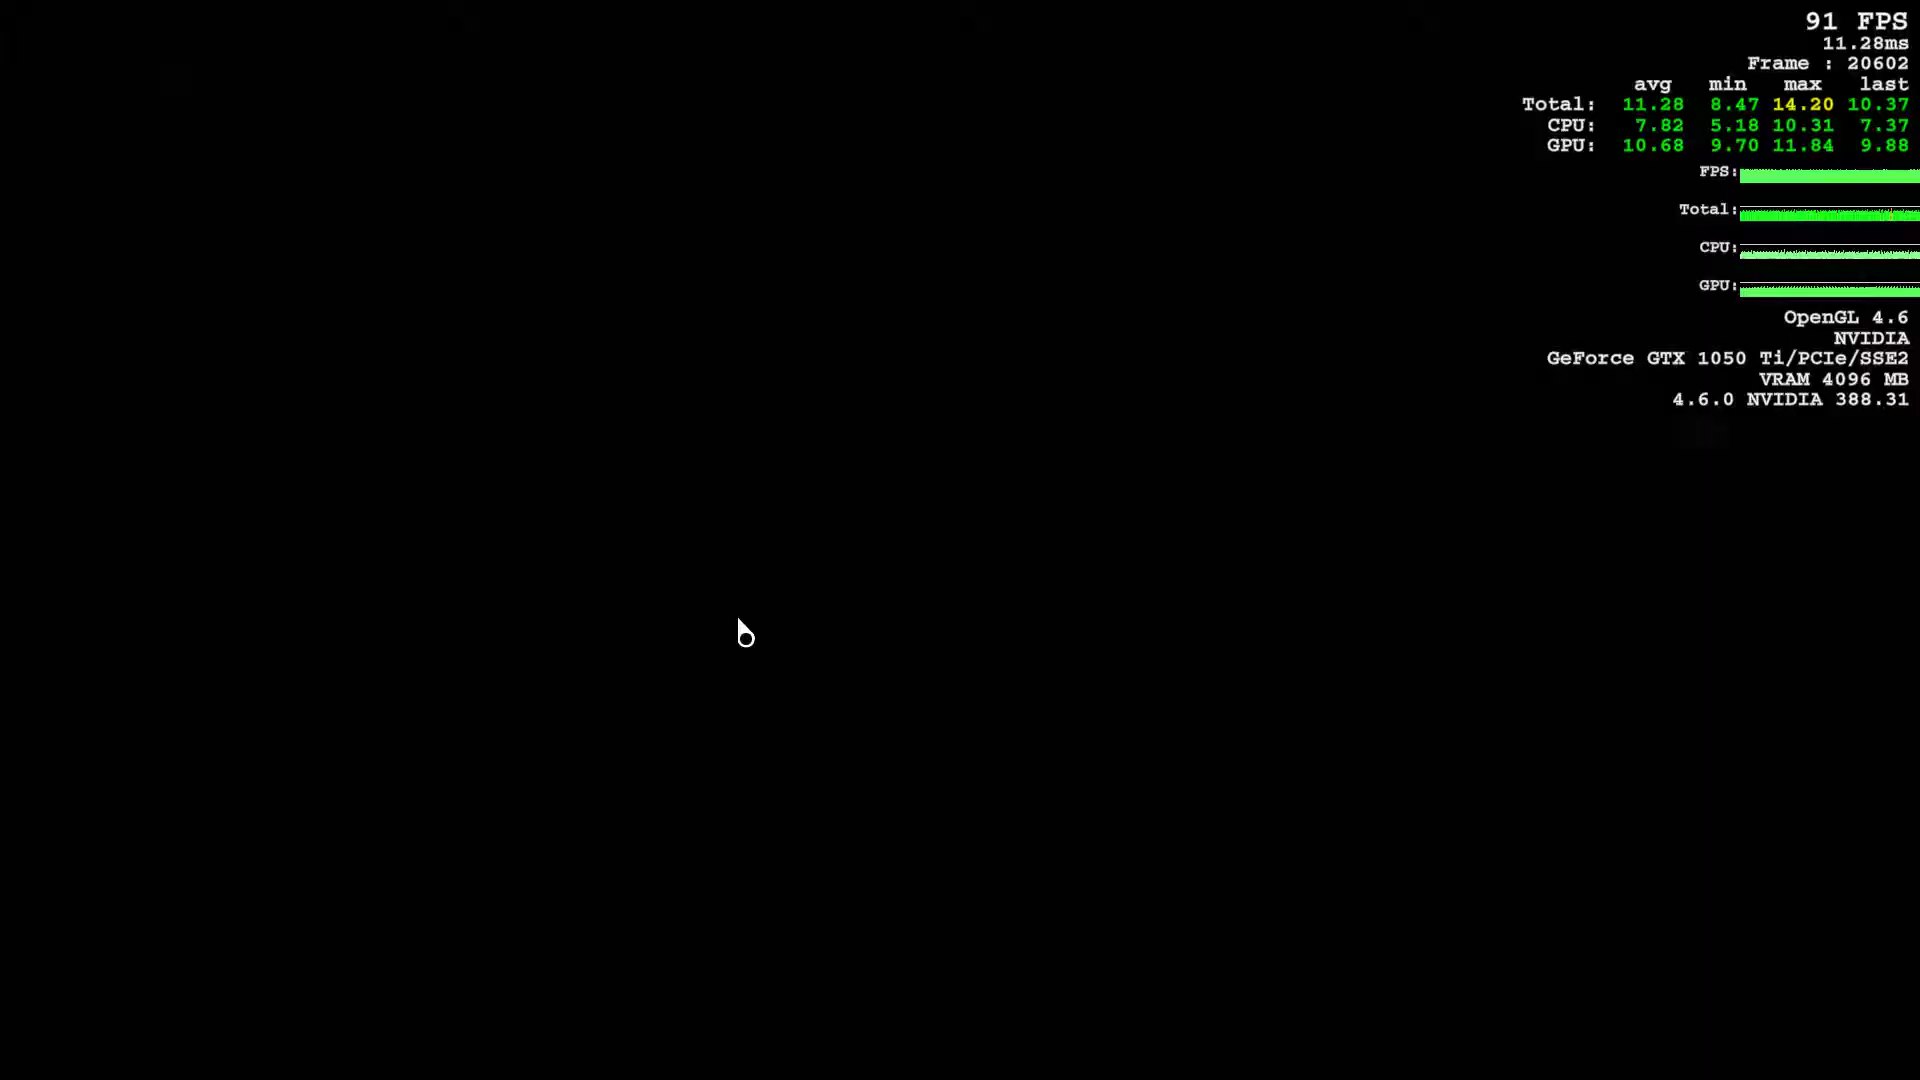 91 FPS
11.28ms
Frame : 20602
avg min max last
Total: 11.28 8.47 14.20 10.37
CPU: 7.82 5.18 10.31 7.37
GPU: 10.68 9.70 11.84 9.88
FPS:
Total:
CPU:
GPU:
OpenGL 4.6
NVIDIA
GeForce GTX 1050 Ti/PCIe/SSE2
VRAM 4096 MB
4.6.0 NVIDIA 388.31